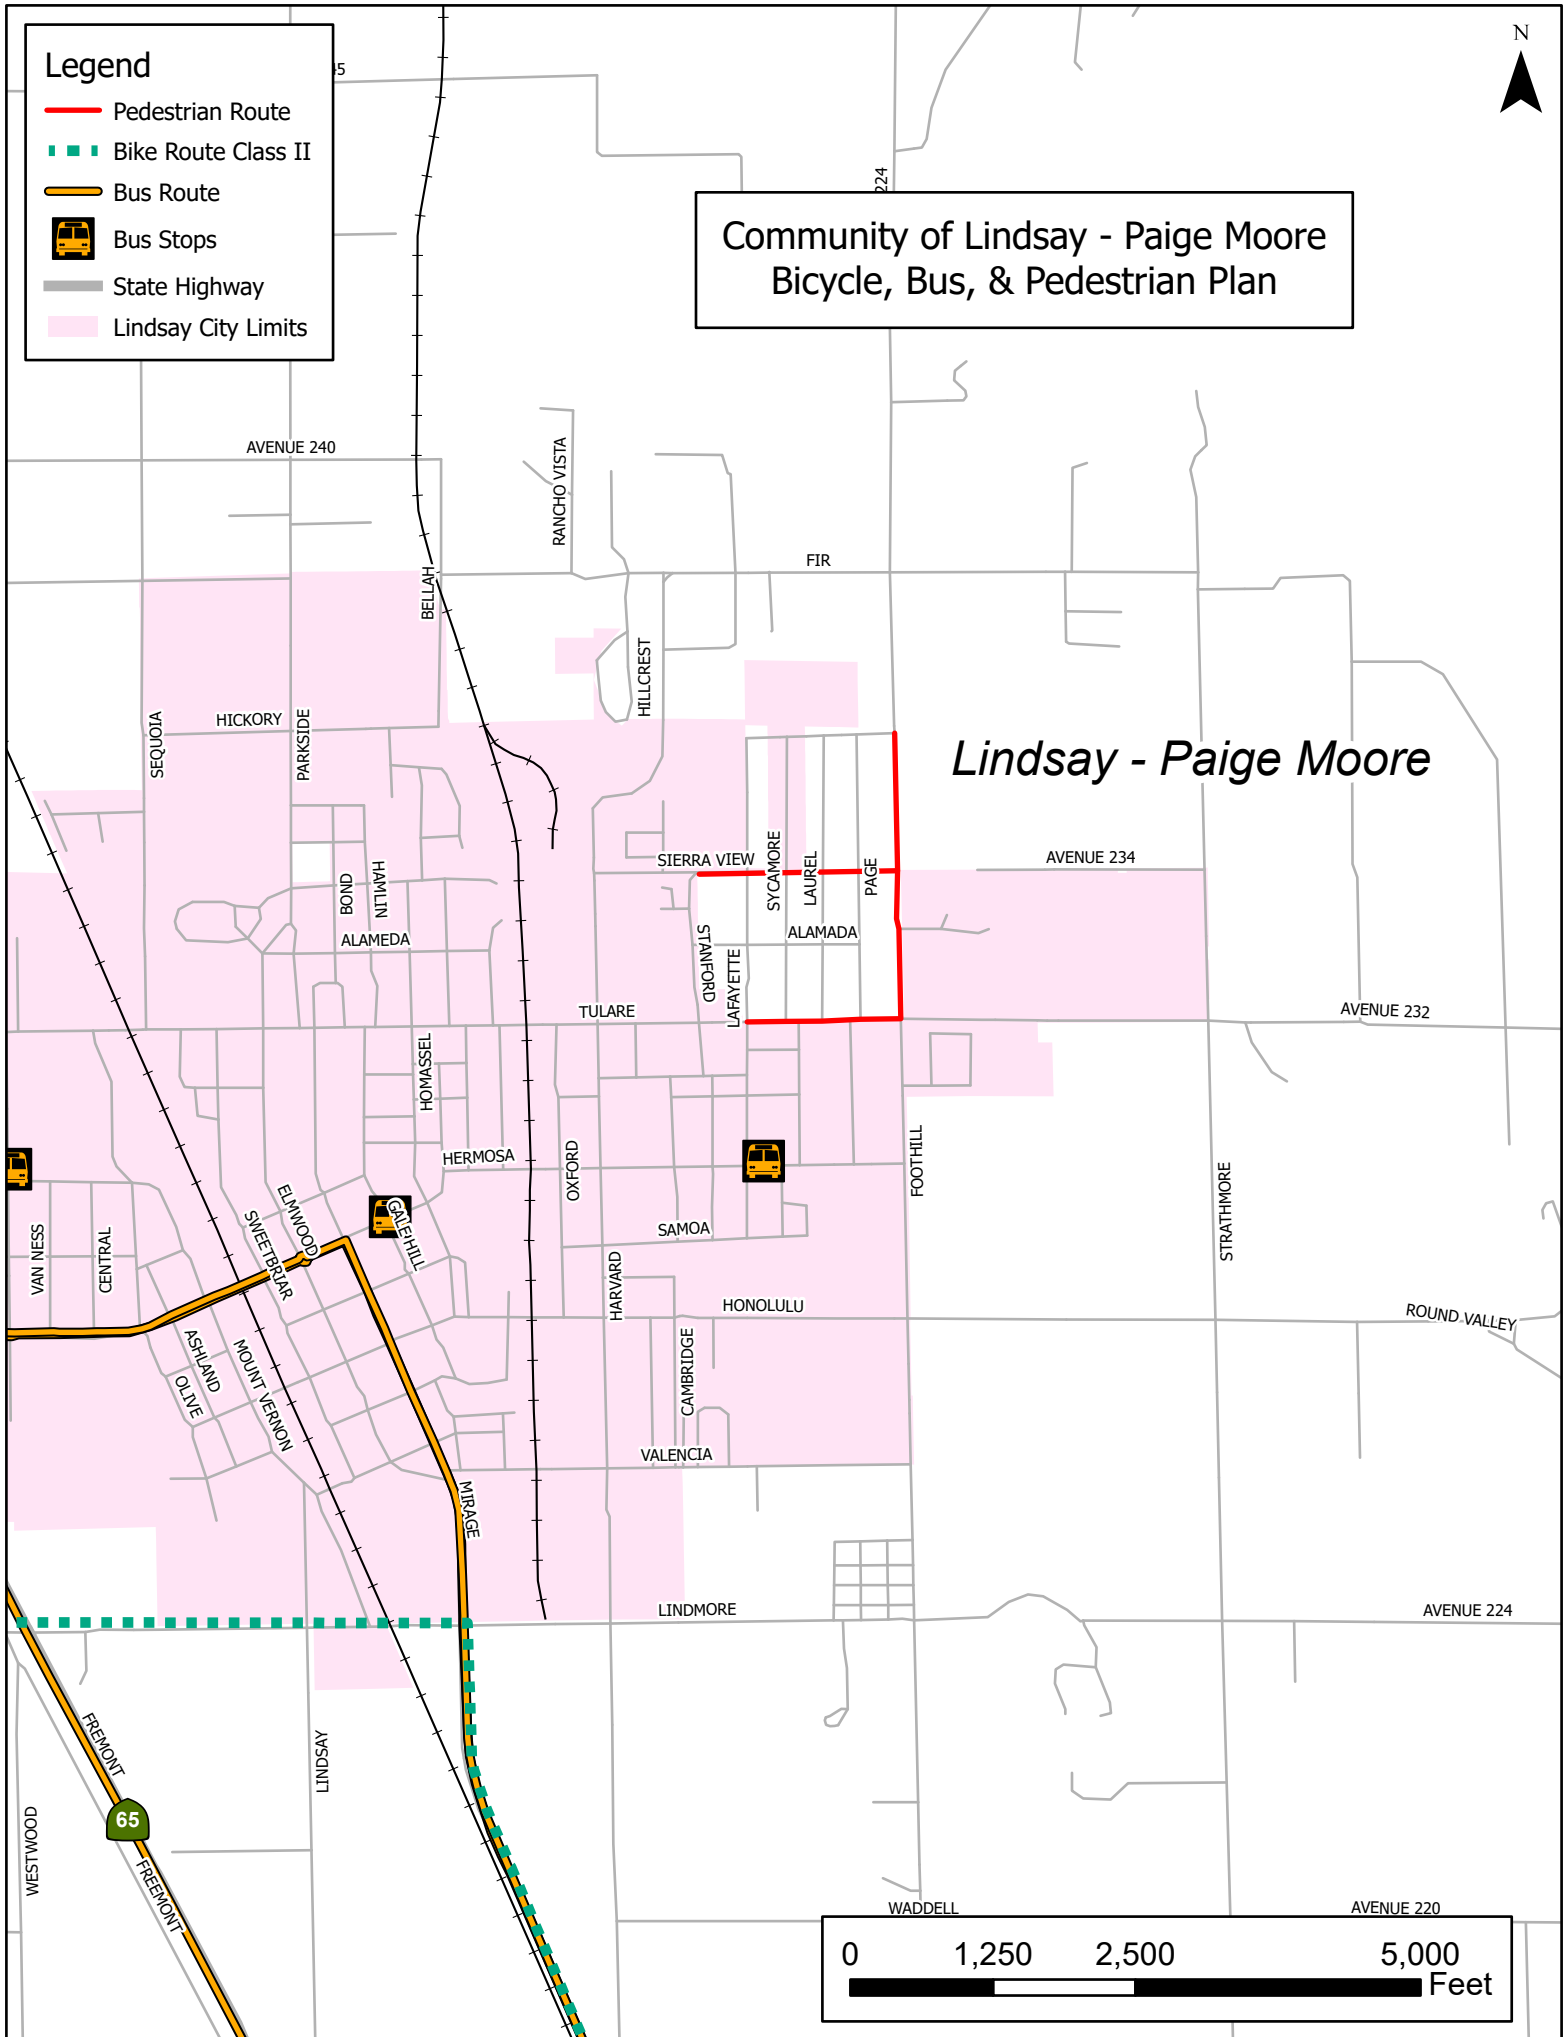 Legend
Pedestrian Route
Bike Route Class II
Bus Route
Bus Stops
State Highway
Lindsay City Limits
45
N
224
Community of Lindsay - Paige Moore
Bicycle, Bus, & Pedestrian Plan
AVENUE 240
RANCHO VISTA
FIR
BELLAH
HILLCREST
HICKORY
SEQUOIA
PARKSIDE
Lindsay - Paige Moore
SIERRA VIEW
SYCAMORE
LAUREL
PAGE
AVENUE 234
BOND
HAMLIN
ALAMEDA
STANFORD
LAFAYETTE
ALAMADA
TULARE
AVENUE 232
HOMASSEL
HERMOSA
OXFORD
FOOTHILL
STRATHMORE
VAN NESS
CENTRAL
SWEETBRIAR
ELMWOOD
GALE HILL
SAMOA
HARVARD
HONOLULU
ROUND VALLEY
ASHLAND
OLIVE
MOUNT VERNON
CAMBRIDGE
VALENCIA
MIRAGE
LINDMORE
AVENUE 224
FREMONT
LINDSAY
65
WESTWOOD
FREEMONT
WADDELL
AVENUE 220
0 1,250 2,500 5,000
Feet